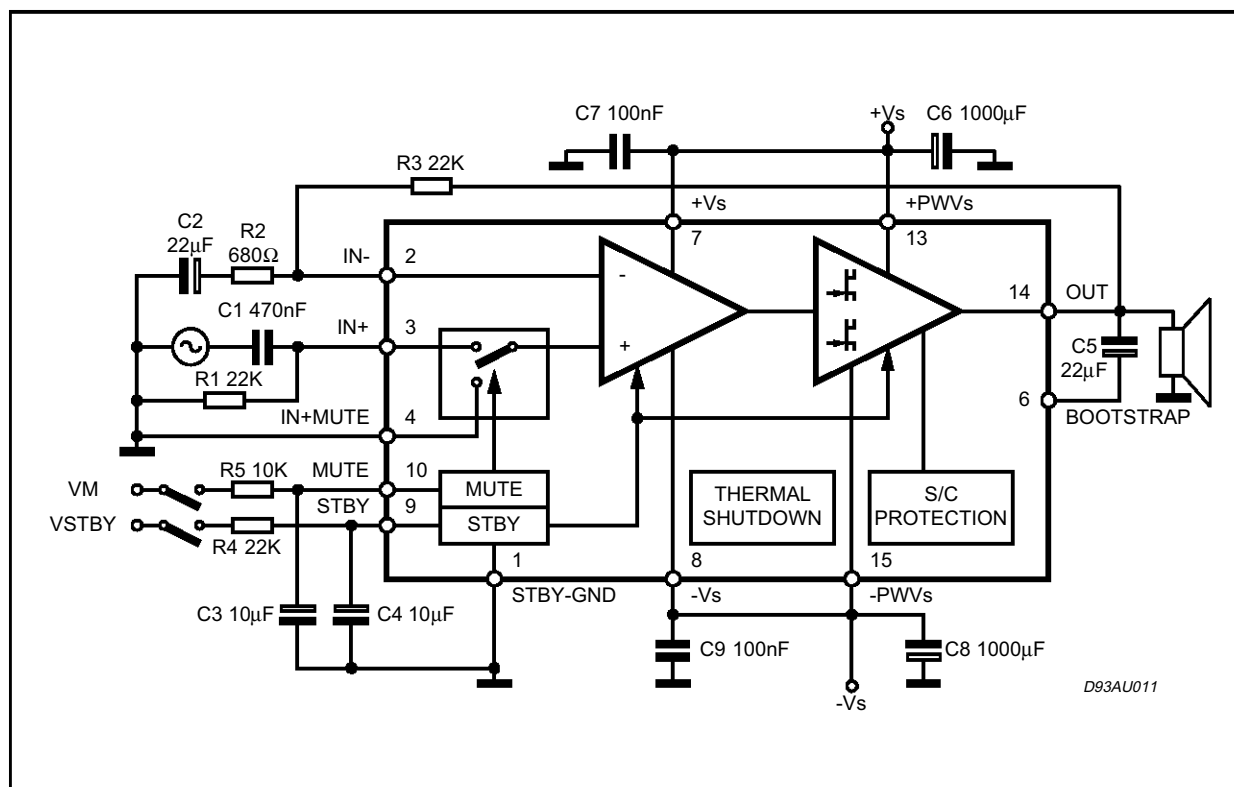 C7 100nF
+Vs
C6 1000µF
R3 22K
+Vs
+PWVs
C2
22µF
R2
680Ω
IN-
2
7
13
-
C1 470nF
IN+
3
14
OUT
+
R1 22K
C5
22µF
IN+MUTE
4
6
BOOTSTRAP
VM
R5 10K
MUTE
10
MUTE
THERMAL
SHUTDOWN
S/C
PROTECTION
VSTBY
R4 22K
STBY
9
STBY
1
8
15
STBY-GND
-Vs
-PWVs
C3 10µF
C4 10µF
C9 100nF
C8 1000µF
-Vs
D93AU011